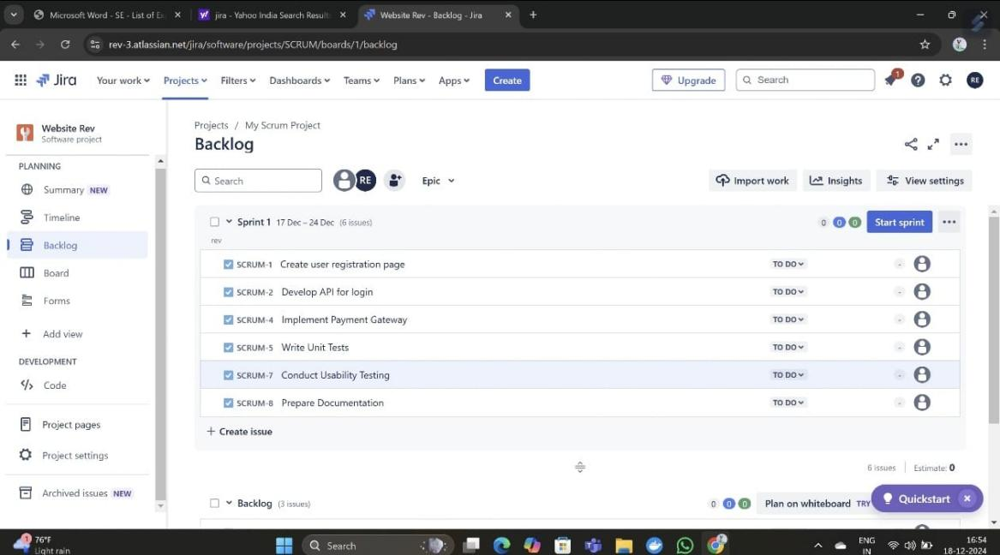 Microsoft Word - SE - List of Ex
jira - Yahoo India Search Results
Website Rev - Backlog - Jira
rev-3.atlassian.net/jira/software/projects/SCRUM/boards/1/backlog
Jira Your work Projects Filters Dashboards Teams Plans Apps Create Upgrade Search 1 RE
Website Rev
Software project
PLANNING
Summary NEW
Timeline
Backlog
Board
Forms
+ Add view
DEVELOPMENT
Code
Project pages
Project settings
Archived issues NEW
Projects / My Scrum Project
Backlog
Search RE Epic Import work Insights View settings
Sprint 1 17 Dec – 24 Dec (6 issues) 0 0 0 Start sprint
rev
SCRUM-1 Create user registration page TO DO -
SCRUM-2 Develop API for login TO DO -
SCRUM-4 Implement Payment Gateway TO DO -
SCRUM-5 Write Unit Tests TO DO -
SCRUM-7 Conduct Usability Testing TO DO -
SCRUM-8 Prepare Documentation TO DO -
+ Create issue
6 issues Estimate: 0
Backlog (3 issues) 0 0 0 Plan on whiteboard TRY
Quickstart
1 76°F
Light rain
Search
ENG
IN
16:54
18-12-2024